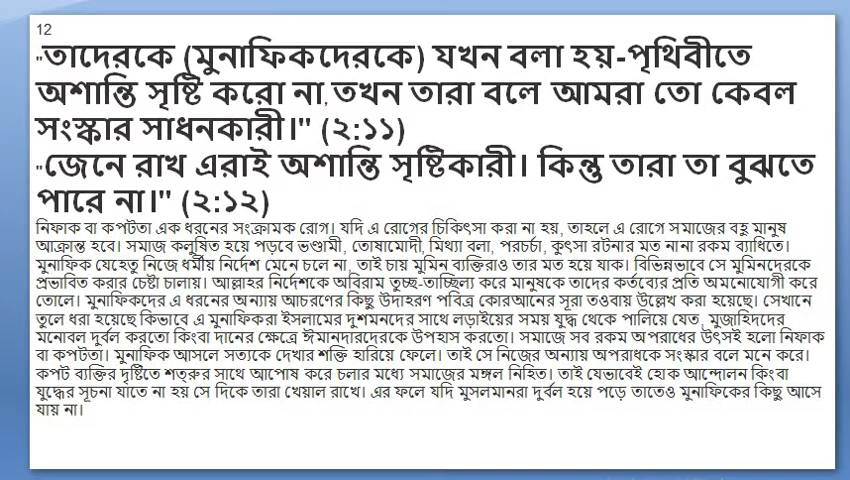 12
"তাদেরকে (মুনাফিকদেরকে) যখন বলা হয়-পৃথিবীতে
অশান্তি সৃষ্টি করো না,তখন তারা বলে আমরা তো কেবল
সংস্কার সাধনকারী।" (২:১১)
"জেনে রাখ এরাই অশান্তি সৃষ্টিকারী। কিন্তু তারা তা বুঝতে
পারে না।" (২:১২)
নিফাক বা কপটতা এক ধরনের সংক্রামক রোগ। যদি এ রোগের চিকিৎসা করা না হয়, তাহলে এ রোগে সমাজের বহু মানুষ
আক্রান্ত হবে। সমাজ কলুষিত হয়ে পড়বে ভণ্ডামী, তোষামোদী, মিথ্যা বলা, পরচর্চা, কুৎসা রটনার মত নানা রকম ব্যাধিতে।
মুনাফিক যেহেতু নিজে ধর্মীয় নির্দেশ মেনে চলে না, তাই চায় মুমিন ব্যক্তিরাও তার মত হয়ে যাক। বিভিন্নভাবে সে মুমিনদেরকে
প্রভাবিত করার চেষ্টা চালায়। আল্লাহর নির্দেশকে অবিরাম তুচ্ছ-তাচ্ছিল্য করে মানুষকে তাদের কর্তব্যের প্রতি অমনোযোগী করে
তোলে। মুনাফিকদের এ ধরনের অন্যায় আচরণের কিছু উদাহরণ পবিত্র কোরআনের সূরা তওবায় উল্লেখ করা হয়েছে। সেখানে
তুলে ধরা হয়েছে কিভাবে এ মুনাফিকরা ইসলামের দুশমনদের সাথে লড়াইয়ের সময় যুদ্ধ থেকে পালিয়ে যেত, মুজাহিদদের
মনোবল দুর্বল করতো কিংবা দানের ক্ষেত্রে ঈমানদারদেরকে উপহাস করতো। সমাজে সব রকম অপরাধের উৎসই হলো নিফাক
বা কপটতা। মুনাফিক আসলে সত্যকে দেখার শক্তি হারিয়ে ফেলে। তাই সে নিজের অন্যায় অপরাধকে সংস্কার বলে মনে করে।
কপট ব্যক্তির দৃষ্টিতে শত্রুর সাথে আপোষ করে চলার মধ্যে সমাজের মঙ্গল নিহিত। তাই যেভাবেই হোক আন্দোলন কিংবা
যুদ্ধের সূচনা যাতে না হয় সে দিকে তারা খেয়াল রাখে। এর ফলে যদি মুসলমানরা দুর্বল হয়ে পড়ে তাতেও মুনাফিকের কিছু আসে
যায় না।